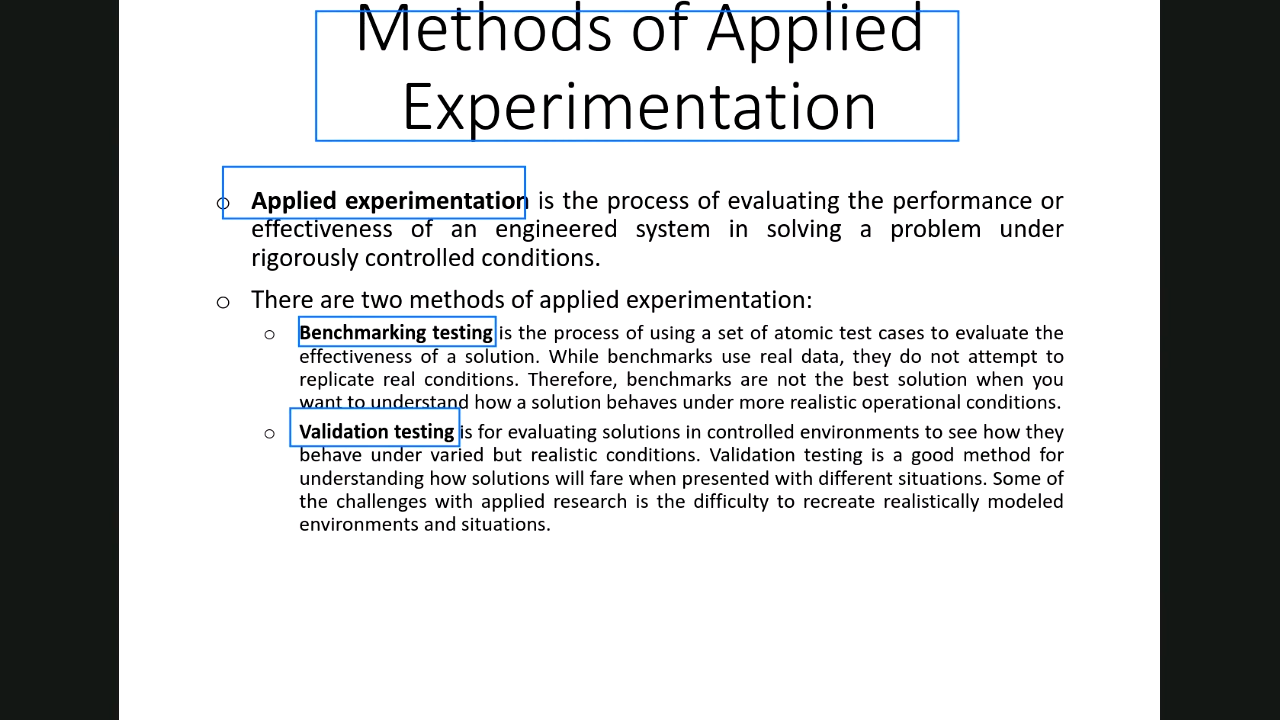 Methods of Applied
Experimentation
o Applied experimentation is the process of evaluating the performance or
effectiveness of an engineered system in solving a problem under
rigorously controlled conditions.
o There are two methods of applied experimentation:
o Benchmarking testing is the process of using a set of atomic test cases to evaluate the
effectiveness of a solution. While benchmarks use real data, they do not attempt to
replicate real conditions. Therefore, benchmarks are not the best solution when you
want to understand how a solution behaves under more realistic operational conditions.
o Validation testing is for evaluating solutions in controlled environments to see how they
behave under varied but realistic conditions. Validation testing is a good method for
understanding how solutions will fare when presented with different situations. Some of
the challenges with applied research is the difficulty to recreate realistically modeled
environments and situations.